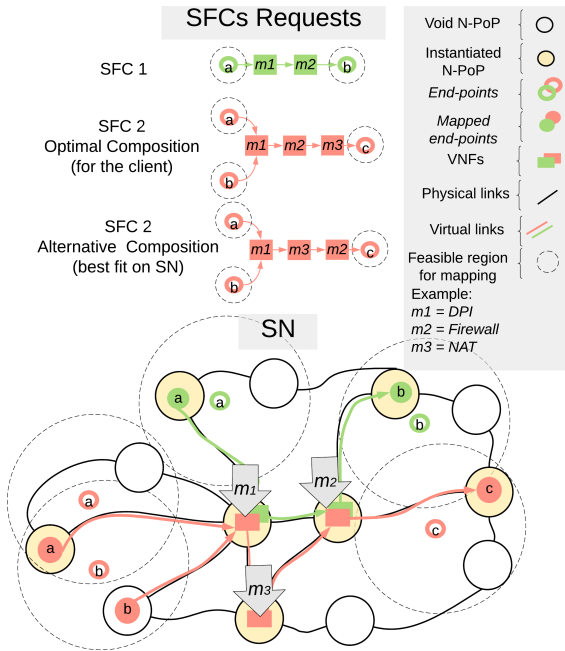 SFCs Requests
SFC 1
a
m1
m2
b
SFC 2
Optimal Composition
(for the client)
a
b
m1
m2
m3
c
SFC 2
Alternative Composition
(best fit on SN)
a
b
m1
m3
m2
c
Void N-PoP
Instantiated
N-PoP
End-points
Mapped
end-points
VNFs
Physical links
Virtual links
Feasible region
for mapping
Example:
m1 = DPI
m2 = Firewall
m3 = NAT
SN
a
a
b
b
m1
m2
a
a
b
b
c
c
m3